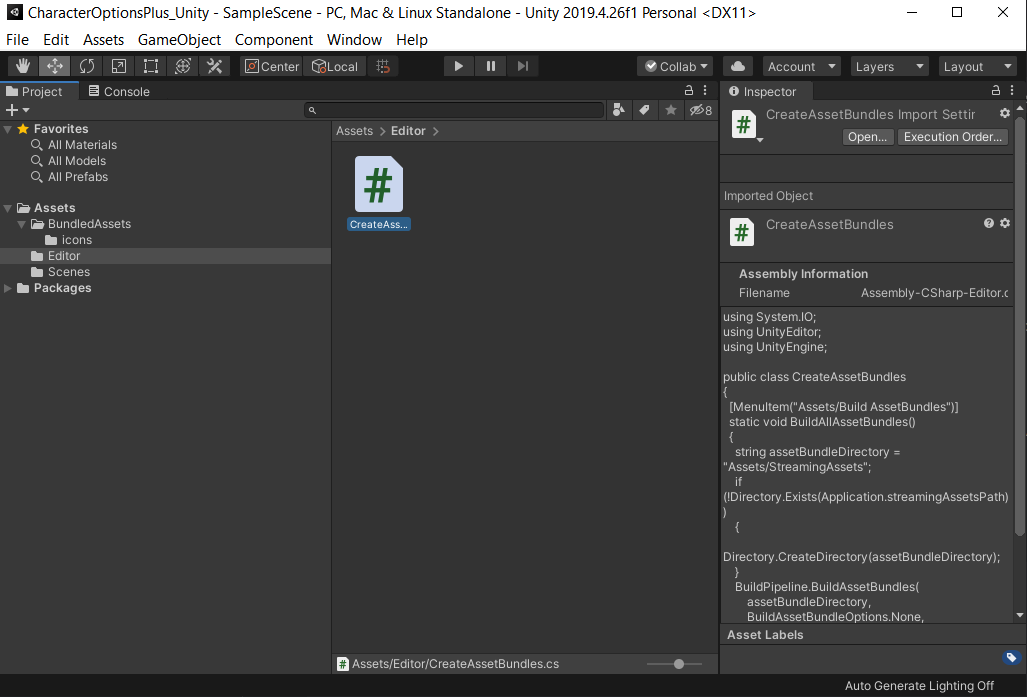 CharacterOptionsPlus_Unity - SampleScene - PC, Mac & Linux Standalone - Unity 2019.4.26f1 Personal <DX11>
File Edit Assets GameObject Component Window Help
Center Local Collab Account Layers Layout
Project Console
8
Favorites
All Materials
All Models
All Prefabs
Assets
BundledAssets
icons
Editor
Scenes
Packages
Assets > Editor >
CreateAss...
Assets/Editor/CreateAssetBundles.cs
Inspector
CreateAssetBundles Import Settir
Open... Execution Order...
Imported Object
CreateAssetBundles
Assembly Information
Filename Assembly-CSharp-Editor.c
using System.IO;
using UnityEditor;
using UnityEngine;
public class CreateAssetBundles
{
[MenuItem("Assets/Build AssetBundles")]
static void BuildAllAssetBundles()
{
string assetBundleDirectory =
"Assets/StreamingAssets";
if
(!Directory.Exists(Application.streamingAssetsPath)
)
{
Directory.CreateDirectory(assetBundleDirectory);
}
BuildPipeline.BuildAssetBundles(
assetBundleDirectory,
BuildAssetBundleOptions.None,
Asset Labels
Auto Generate Lighting Off